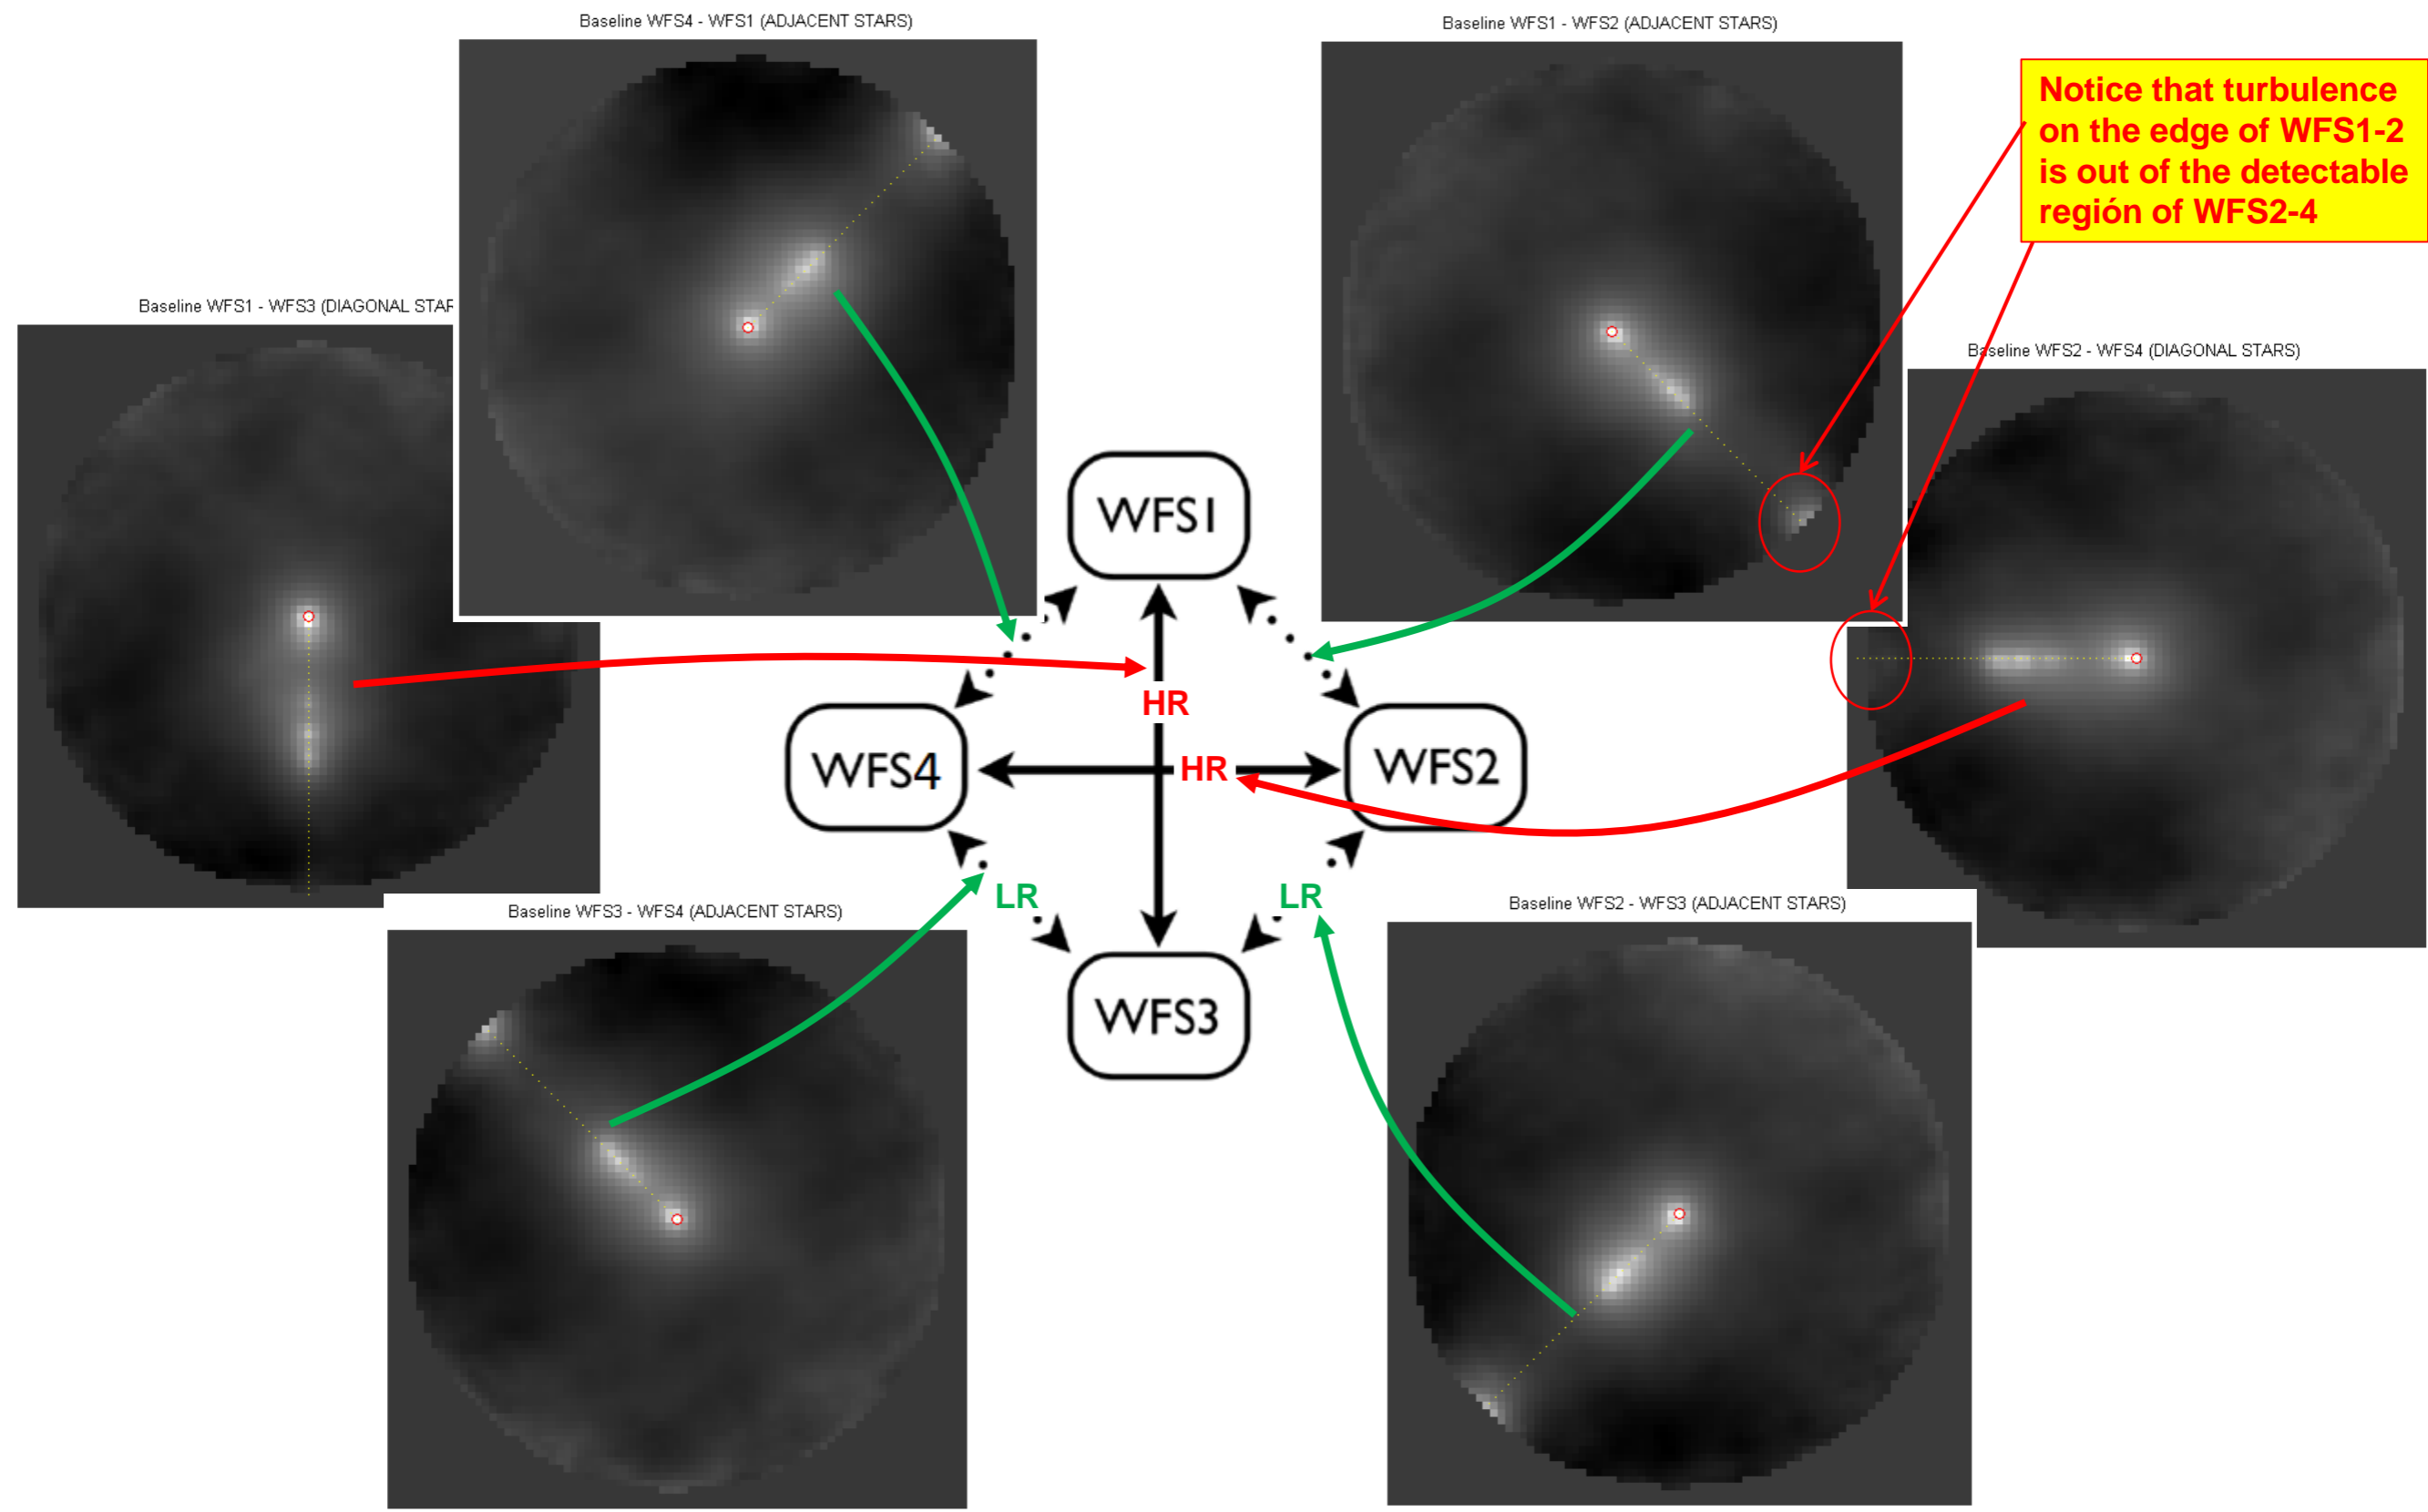 Baseline WFS4 - WFS1 (ADJACENT STARS)
Baseline WFS1 - WFS2 (ADJACENT STARS)
Notice that turbulence
on the edge of WFS1-2
is out of the detectable
región of WFS2-4
Baseline WFS1 - WFS3 (DIAGONAL STAR
Baseline WFS2 - WFS4 (DIAGONAL STARS)
WFS1
HR
WFS4
HR
WFS2
LR
LR
Baseline WFS3 - WFS4 (ADJACENT STARS)
Baseline WFS2 - WFS3 (ADJACENT STARS)
WFS3